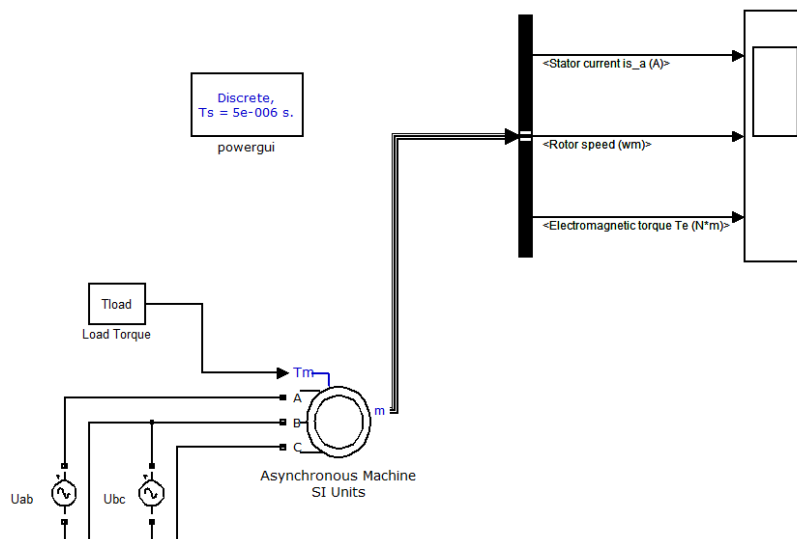 <Stator current is_a (A)>
Discrete,
Ts = 5e-006 s.
powergui
<Rotor speed (wm)>
<Electromagnetic torque Te (N*m)>
Tload
Load Torque
Tm
A
m
B
C
Asynchronous Machine
SI Units
Uab
Ubc